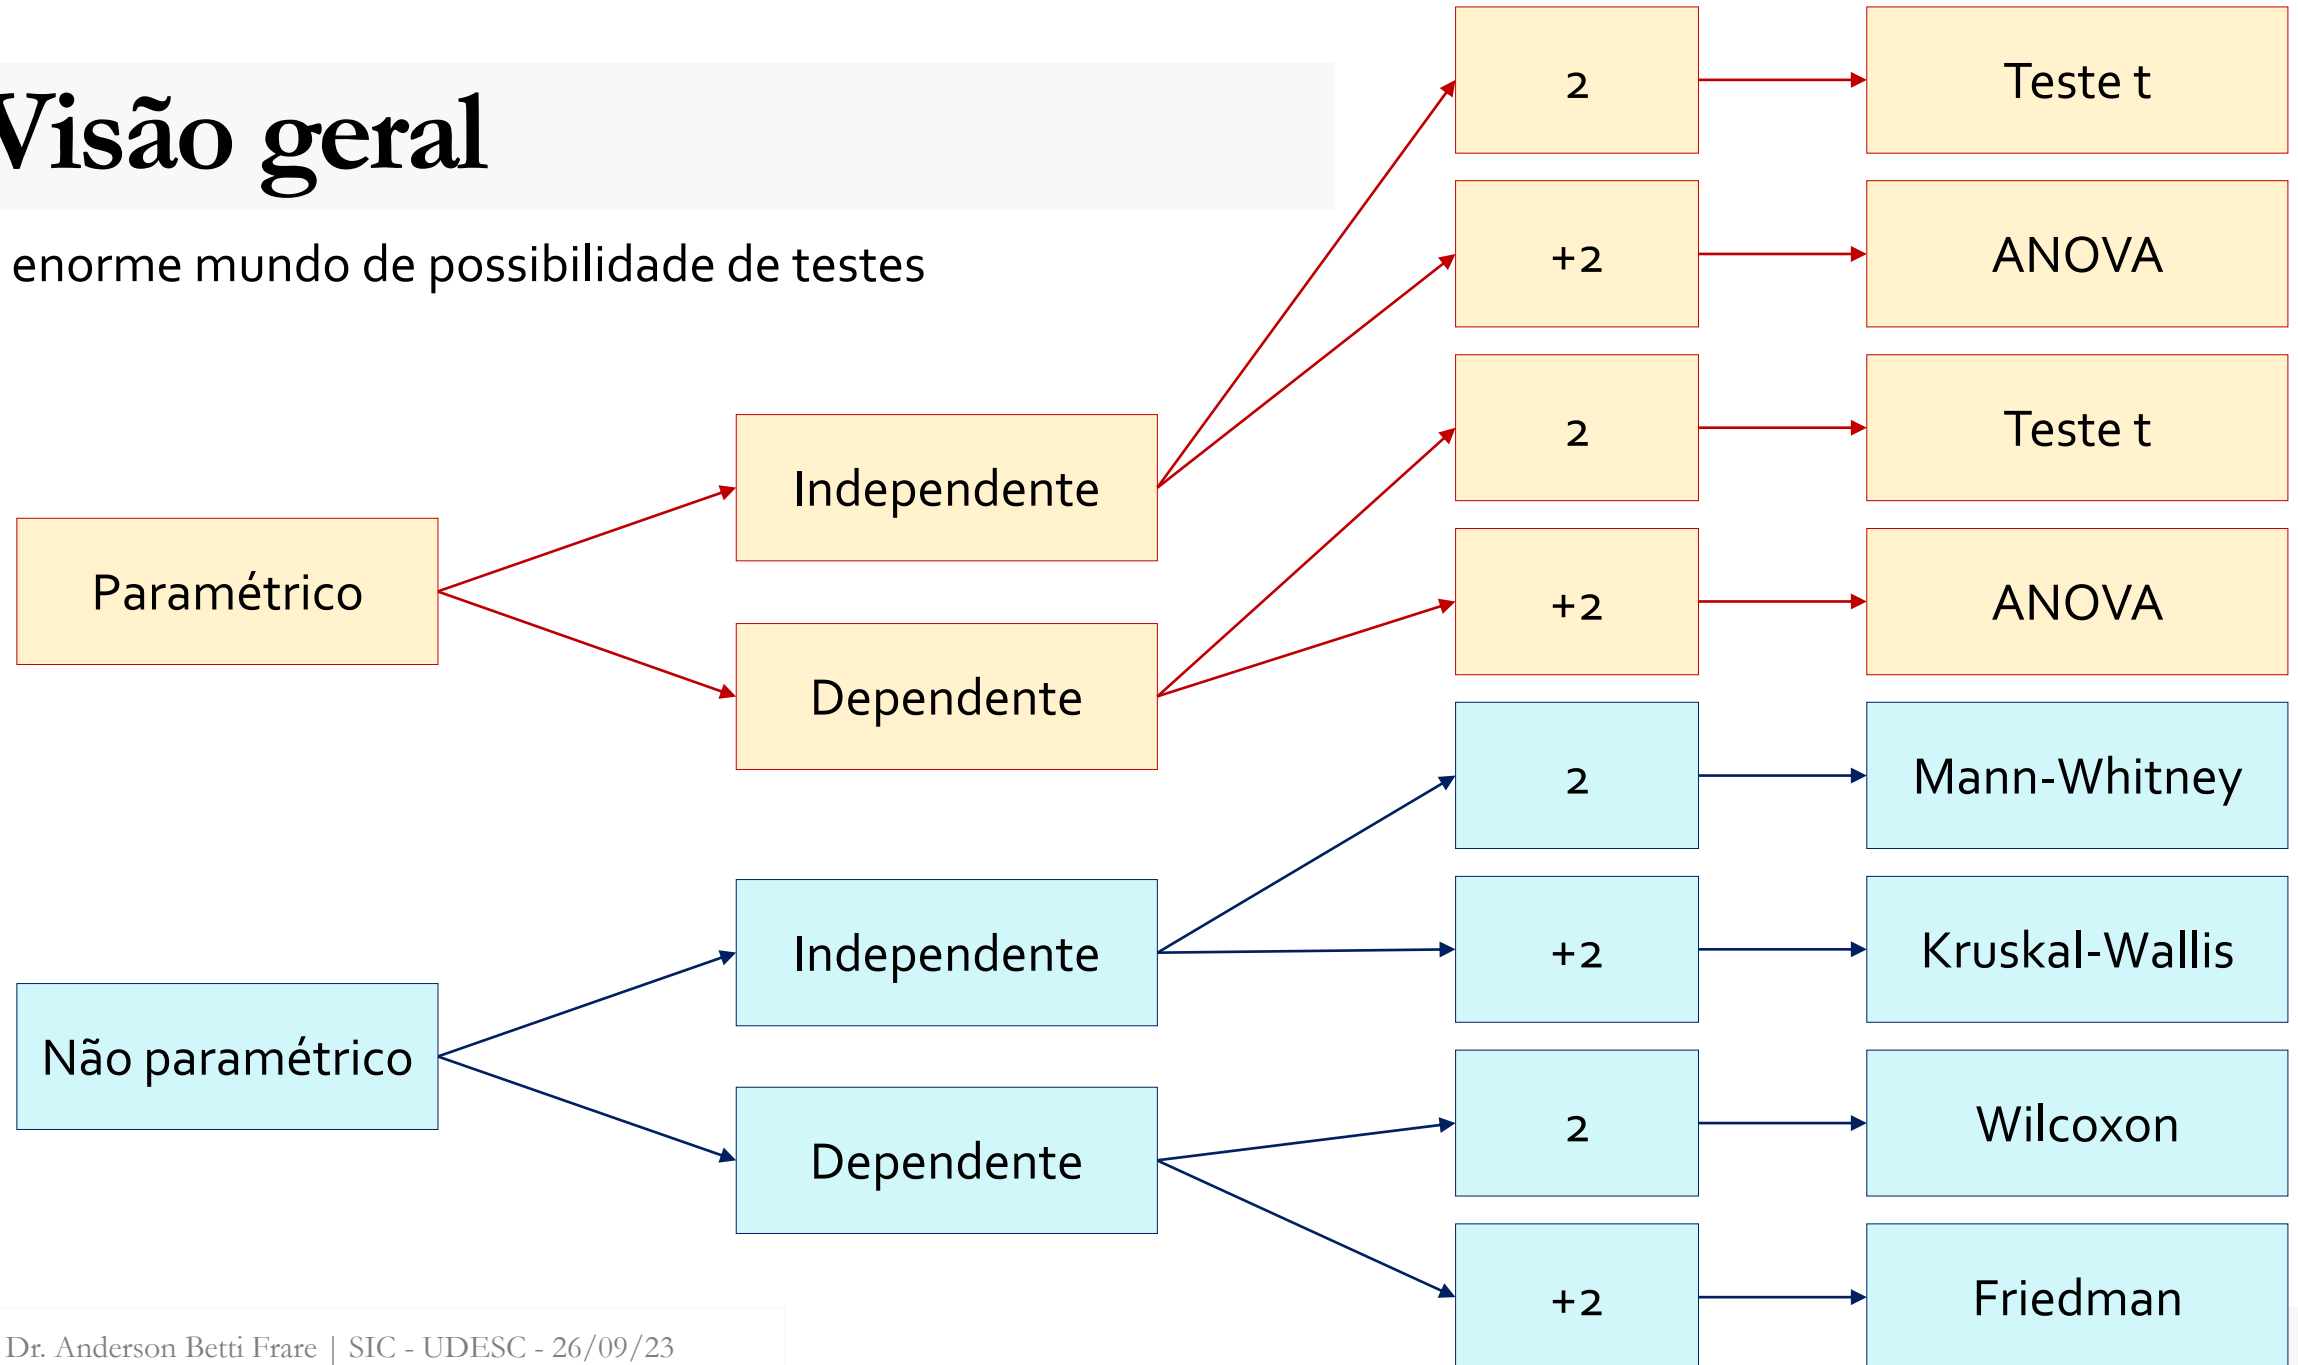 Visão geral
enorme mundo de possibilidade de testes
Paramétrico
Independente
Dependente
2
Teste t
+2
ANOVA
2
Teste t
+2
ANOVA
Não paramétrico
Independente
Dependente
2
Mann-Whitney
+2
Kruskal-Wallis
2
Wilcoxon
+2
Friedman
Dr. Anderson Betti Frare | SIC - UDESC - 26/09/23